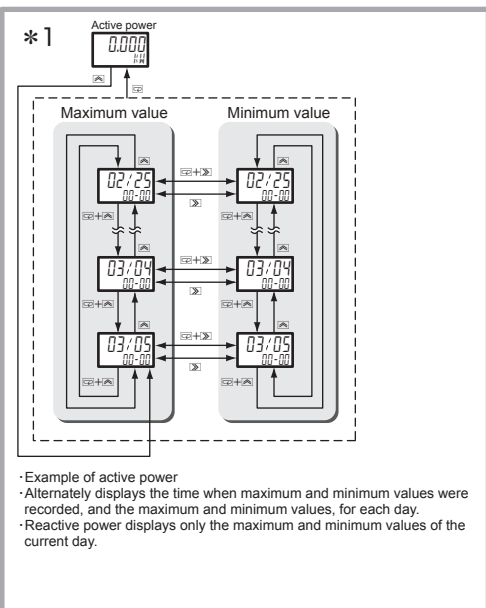 *1
Active power
0.000
kW
Maximum value Minimum value
02/25
00-00
02/25
00-00
+
+
+
03/04
00-00
03/04
00-00
+
+
+
03/05
00-00
03/05
00-00
+
+
+
·Example of active power
·Alternately displays the time when maximum and minimum values were
recorded, and the maximum and minimum values, for each day.
·Reactive power displays only the maximum and minimum values of the
current day.